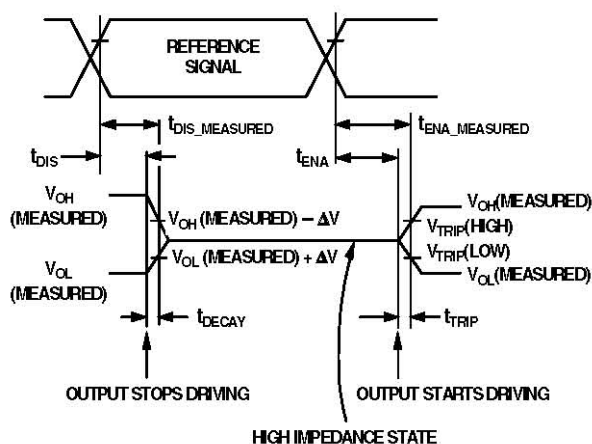 REFERENCE
SIGNAL
tDIS_MEASURED
tENA_MEASURED
tDIS
tENA
VOH
(MEASURED)
VOH (MEASURED) – ΔV
VOH(MEASURED)
VTRIP(HIGH)
VOL
(MEASURED)
VOL (MEASURED) + ΔV
VTRIP(LOW)
VOL(MEASURED)
tDECAY
tTRIP
OUTPUT STOPS DRIVING
OUTPUT STARTS DRIVING
HIGH IMPEDANCE STATE